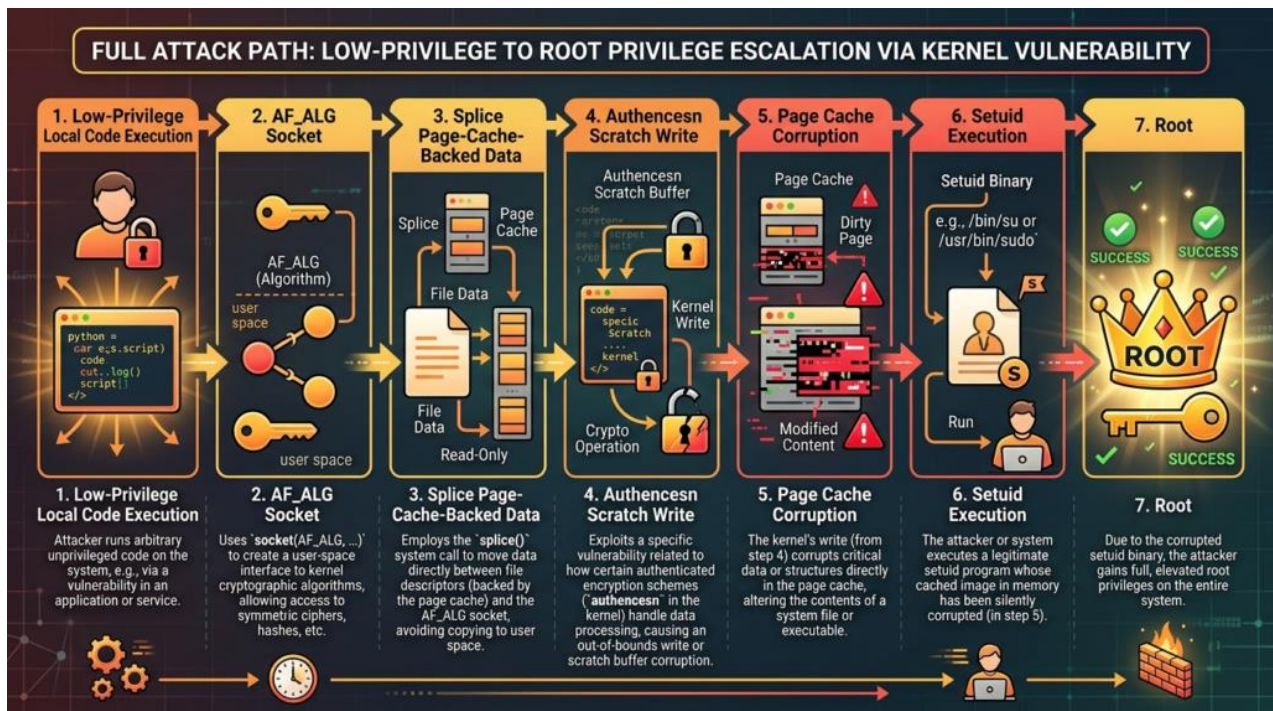 FULL ATTACK PATH: LOW-PRIVILEGE TO ROOT PRIVILEGE ESCALATION VIA KERNEL VULNERABILITY
1. Low-Privilege
Local Code Execution
python =
code
script[]
</>
1. Low-Privilege
Local Code Execution
Attacker runs arbitrary
unprivileged code on the
system, e.g., via a
vulnerability in an
application or service.
2. AF_ALG
Socket
AF_ALG
(Algorithm)
user
space
user space
2. AF_ALG
Socket
Uses `socket(AF_ALG, ...)`
to create a user-space
interface to kernel
cryptographic algorithms,
allowing access to
symmetric ciphers,
hashes, etc.
3. Splice
Page-Cache-
Backed Data
Splice
Page
Cache
File Data
File
Data
Read-Only
3. Splice Page-
Cache-Backed Data
Employs the `splice()`
system call to move data
directly between file
descriptors (backed
by the page cache) and the
AF_ALG socket,
avoiding copying to user
space.
4. Authencesn
Scratch Write
Authencesn
Scratch Buffer
code =
specic
Scratch
....
kernel
</>
Kernel
Write
Crypto
Operation
4. Authencesn
Scratch Write
Exploits a specific
vulnerability related to
how certain authenticated
encryption schemes
(`authencesn` in
the kernel) handle data
processing, causing an
out-of-bounds write or
scratch buffer corruption.
5. Page Cache
Corruption
Page Cache
Dirty
Page
Modified
Content
5. Page Cache
Corruption
The kernel's write (from
step 4) corrupts critical
data or structures directly
in the page cache,
altering the contents of a
system file or
executable.
6. Setuid
Execution
Setuid Binary
e.g., /bin/su or
/usr/bin/sudo`
S
S
Run
6. Setuid
Execution
The attacker or system
executes a legitimate
setuid program whose
cached image in memory
has been silently
corrupted (in step 5).
7. Root
SUCCESS
SUCCESS
ROOT
SUCCESS
7. Root
Due to the corrupted
setuid binary, the attacker
gains full, elevated root
privileges on the entire
system.